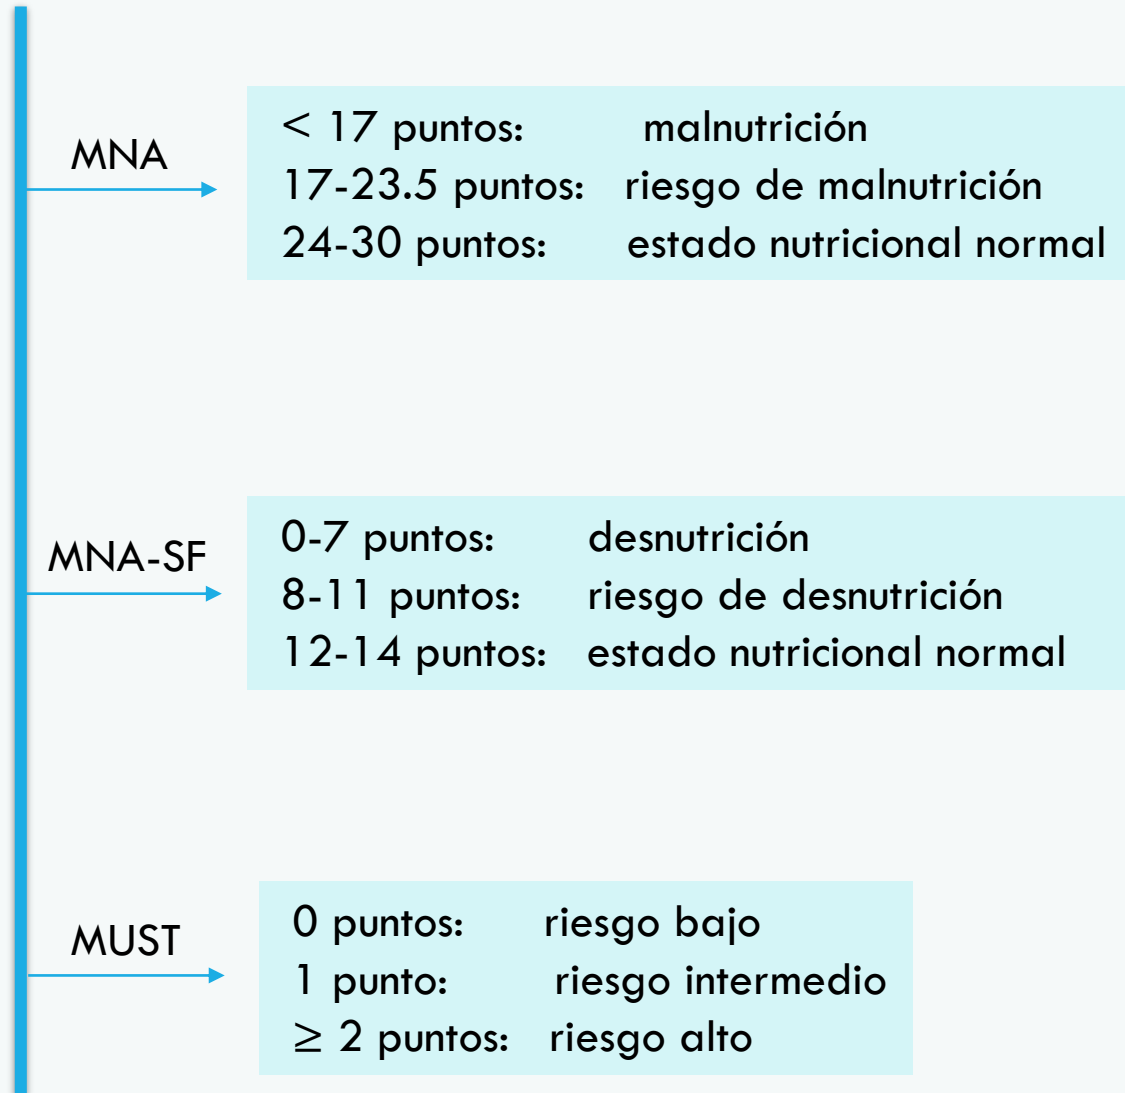 MNA
< 17 puntos: malnutrición
17-23.5 puntos: riesgo de malnutrición
24-30 puntos: estado nutricional normal
MNA-SF
0-7 puntos: desnutrición
8-11 puntos: riesgo de desnutrición
12-14 puntos: estado nutricional normal
MUST
0 puntos: riesgo bajo
1 punto: riesgo intermedio
≥ 2 puntos: riesgo alto